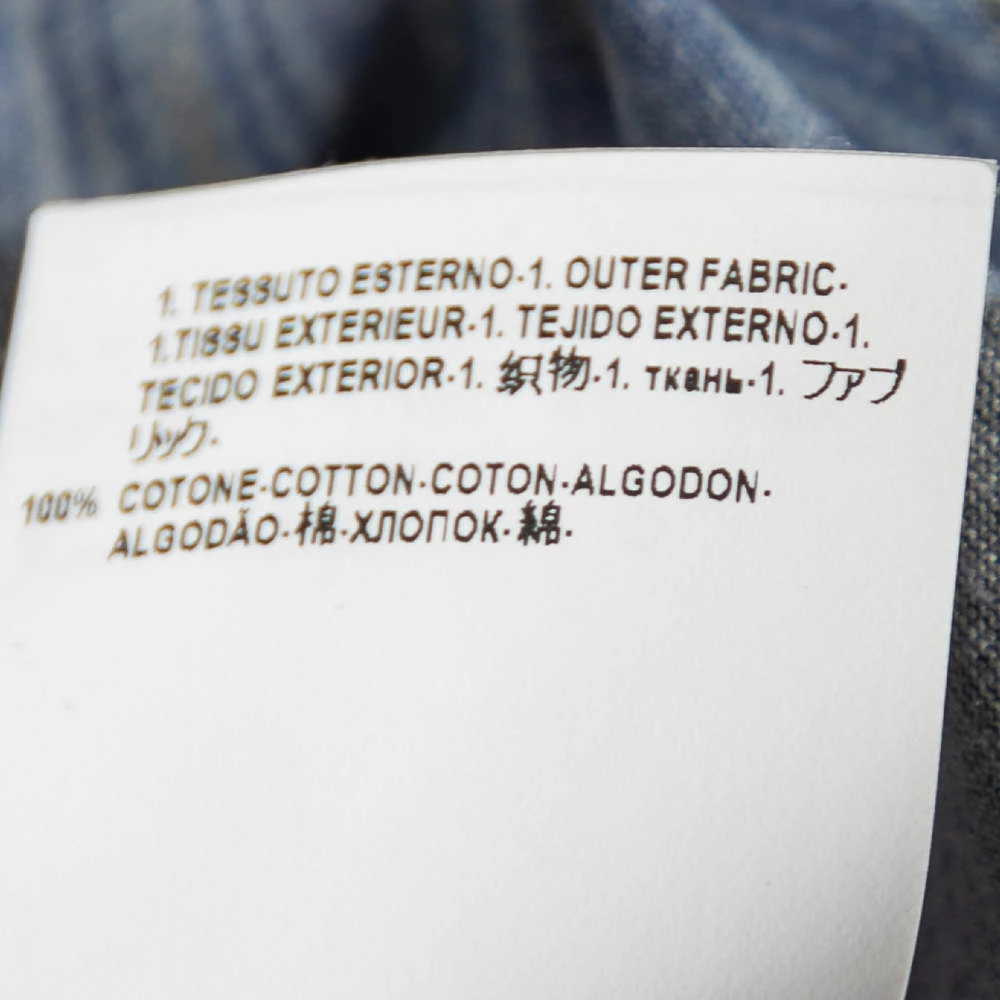 1. TESSUTO ESTERNO·1. OUTER FABRIC·
1.TISSU EXTERIEUR·1. TEJIDO EXTERNO·1.
TECIDO EXTERIOR·1. 织物·1. ткань·1. ファブ
リック·
100% COTONE·COTTON·COTON·ALGODON·
ALGODÃO·棉·ХЛОПОК·綿·